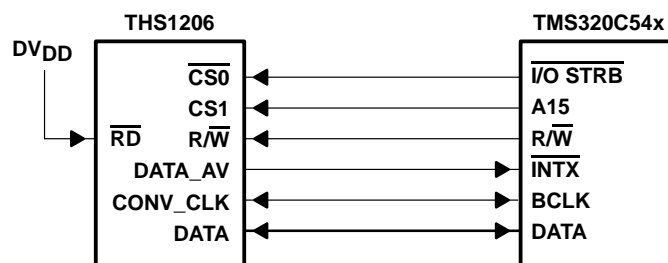 THS1206 TMS320C54x
DVDD
CS0 I/O STRB
CS1 A15
RD R/W R/W
DATA_AV INTX
CONV_CLK BCLK
DATA DATA